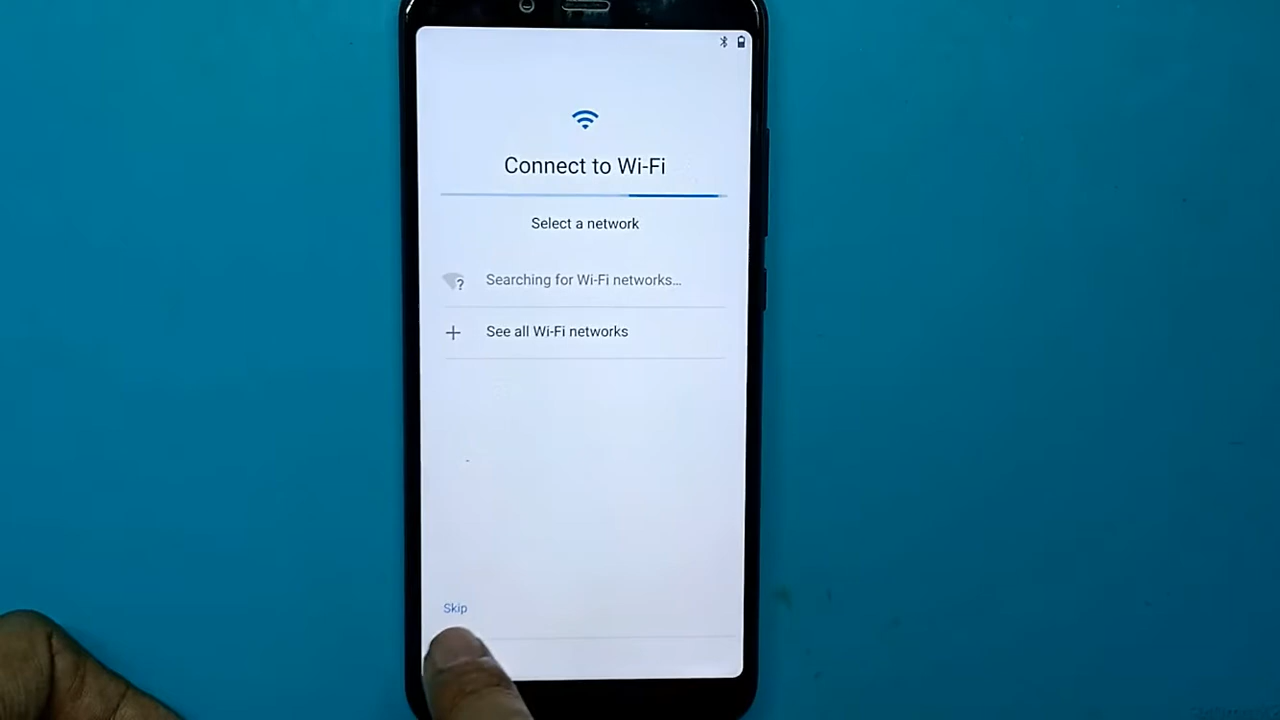 Connect to Wi-Fi
Select a network
Searching for Wi-Fi networks...
See all Wi-Fi networks
Skip